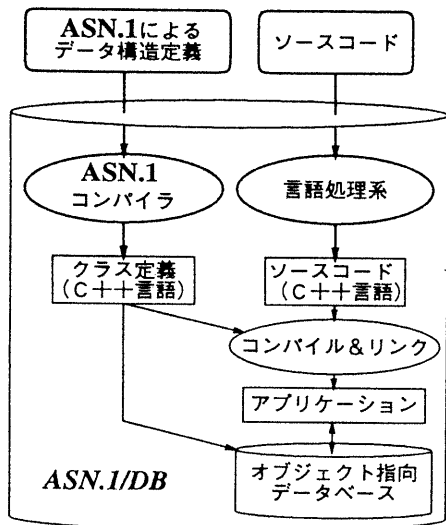 ASN.1による
データ構造定義
ソースコード
ASN.1
コンパイラ
言語処理系
クラス定義
(C++言語)
ソースコード
(C++言語)
コンパイル&リンク
アプリケーション
オブジェクト指向
データベース
ASN.1/DB